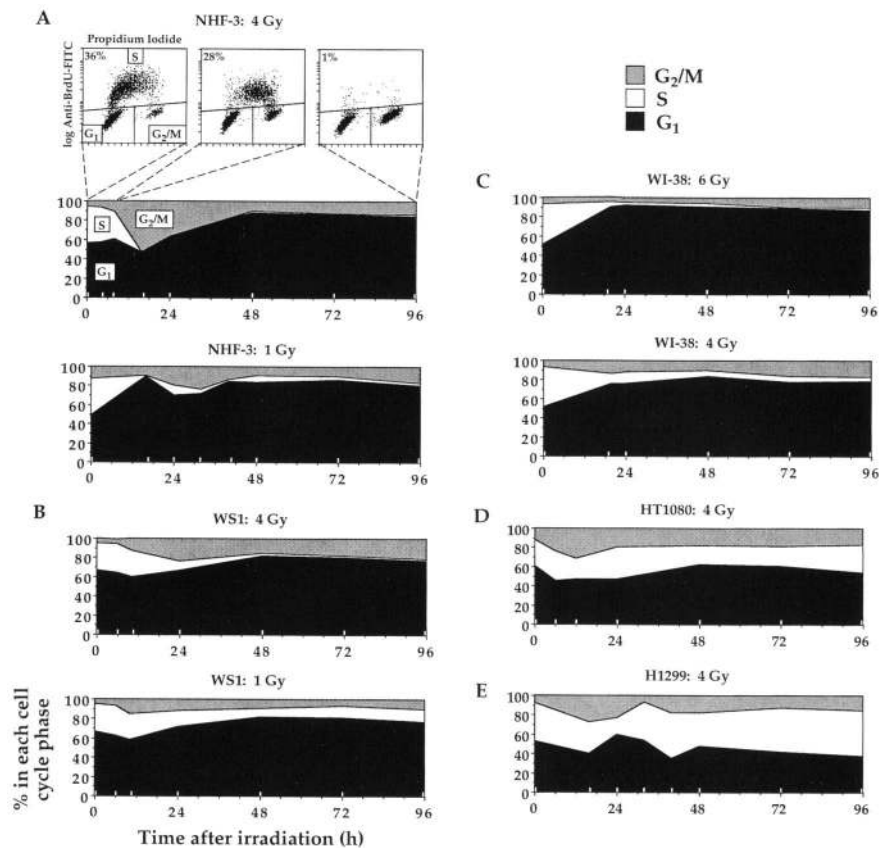 A
NHF-3: 4 Gy
Propidium Iodide
log Anti-BrdU-FITC
36%
S
28%
1%
G₁
G₂/M
G₂/M
S
G₁
100
80
60
40
20
0
S
G₂/M
G₁
0 24 48 72 96
NHF-3: 1 Gy
100
80
60
40
20
0
0 24 48 72 96
B
WS1: 4 Gy
100
80
60
40
20
0
0 24 48 72 96
WS1: 1 Gy
100
80
60
40
20
0
0 24 48 72 96
% in each cell
cycle phase
Time after irradiation (h)
C
WI-38: 6 Gy
100
80
60
40
20
0
0 24 48 72 96
WI-38: 4 Gy
100
80
60
40
20
0
0 24 48 72 96
D
HT1080: 4 Gy
100
80
60
40
20
0
0 24 48 72 96
E
H1299: 4 Gy
100
80
60
40
20
0
0 24 48 72 96